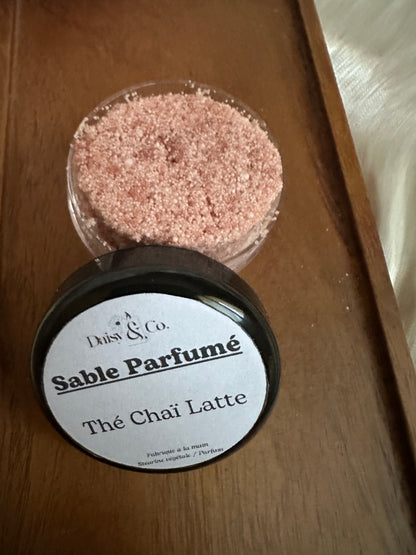 Daisy & Co.
Sable Parfumé
Thé Chaï Latte
Fabriqué à la main
Stéarine végétale / Parfum